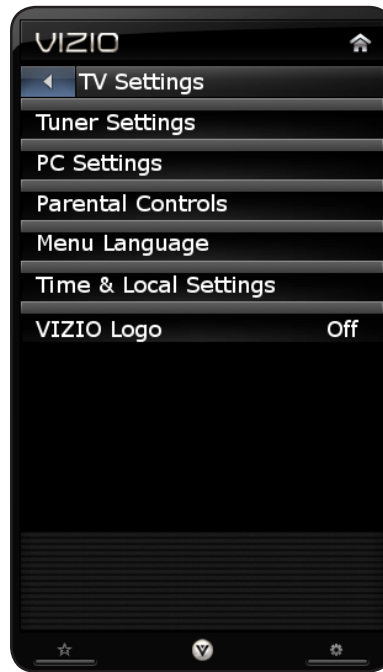 VIZIO
TV Settings
Tuner Settings
PC Settings
Parental Controls
Menu Language
Time & Local Settings
VIZIO Logo Off
V